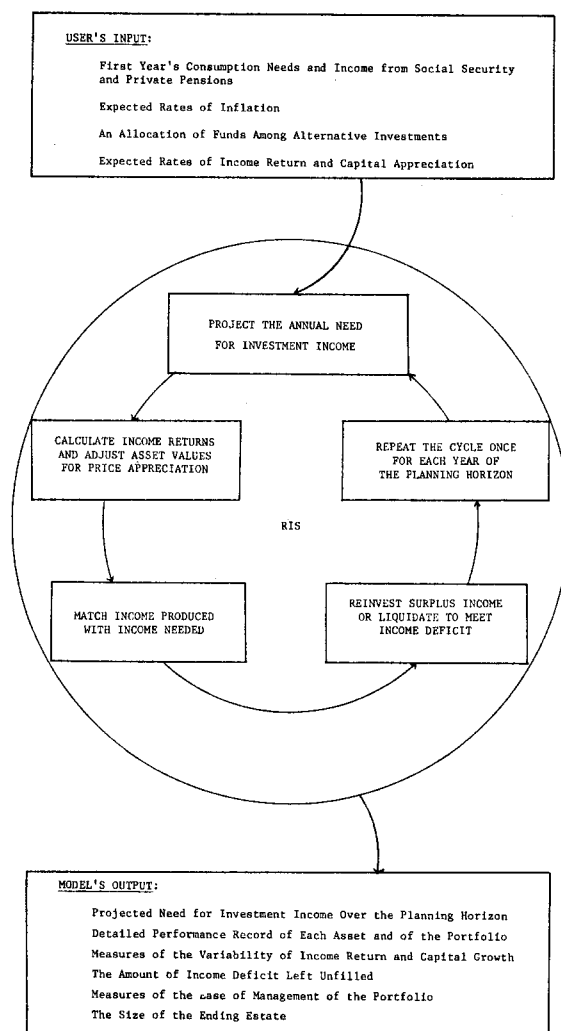 USER'S INPUT:
First Year's Consumption Needs and Income from Social Security
and Private Pensions
Expected Rates of Inflation
An Allocation of Funds Among Alternative Investments
Expected Rates of Income Return and Capital Appreciation
PROJECT THE ANNUAL NEED
FOR INVESTMENT INCOME
CALCULATE INCOME RETURNS
AND ADJUST ASSET VALUES
FOR PRICE APPRECIATION
REPEAT THE CYCLE ONCE
FOR EACH YEAR OF
THE PLANNING HORIZON
RIS
MATCH INCOME PRODUCED
WITH INCOME NEEDED
REINVEST SURPLUS INCOME
OR LIQUIDATE TO MEET
INCOME DEFICIT
MODEL'S OUTPUT:
Projected Need for Investment Income Over the Planning Horizon
Detailed Performance Record of Each Asset and of the Portfolio
Measures of the Variability of Income Return and Capital Growth
The Amount of Income Deficit Left Unfilled
Measures of the Ease of Management of the Portfolio
The Size of the Ending Estate